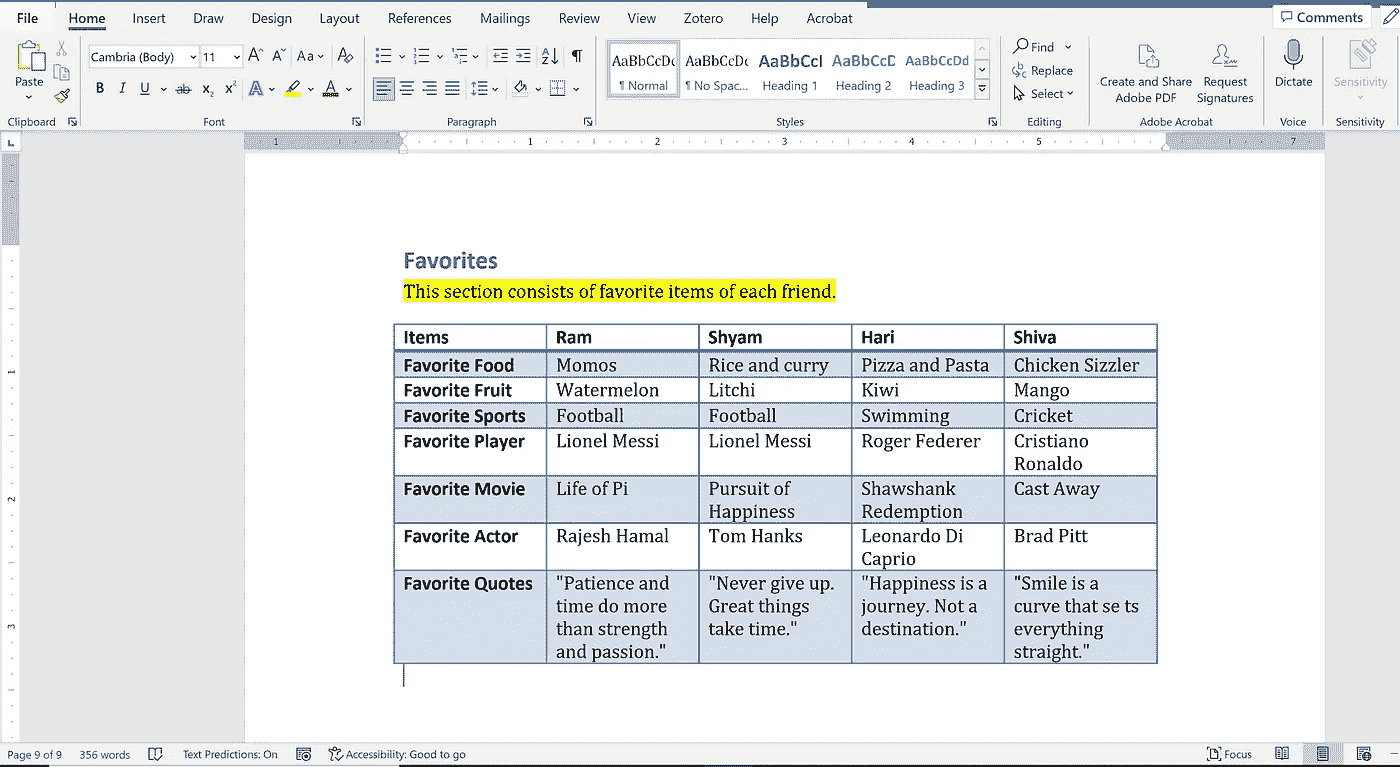 File Home Insert Draw Design Layout References Mailings Review View Zotero Help Acrobat Comments
Paste
Clipboard
Cambria (Body) 11
Aa
B I U ab x₂ x² A A
Font
Paragraph
AaBbCcDc AaBbCcDc AaBbCcI AaBbCcC AaBbCcDd
¶ Normal ¶ No Spac... Heading 1 Heading 2 Heading 3
Styles
Find
Replace
Select
Editing
Create and Share Adobe PDF
Request Signatures
Adobe Acrobat
Dictate
Voice
Sensitivity
Sensitivity
1 1 2 3 4 5 7
1
2
3
Favorites
This section consists of favorite items of each friend.
Items Ram Shyam Hari Shiva
Favorite Food Momos Rice and curry Pizza and Pasta Chicken Sizzler
Favorite Fruit Watermelon Litchi Kiwi Mango
Favorite Sports Football Football Swimming Cricket
Favorite Player Lionel Messi Lionel Messi Roger Federer Cristiano
Ronaldo
Favorite Movie Life of Pi Pursuit of Shawshank Cast Away
Happiness Redemption
Favorite Actor Rajesh Hamal Tom Hanks Leonardo Di Brad Pitt
Caprio
Favorite Quotes "Patience and "Never give up. "Happiness is a "Smile is a
time do more Great things journey. Not a curve that se ts
than strength take time." destination." everything
and passion." straight."
Page 9 of 9 356 words Text Predictions: On Accessibility: Good to go Focus